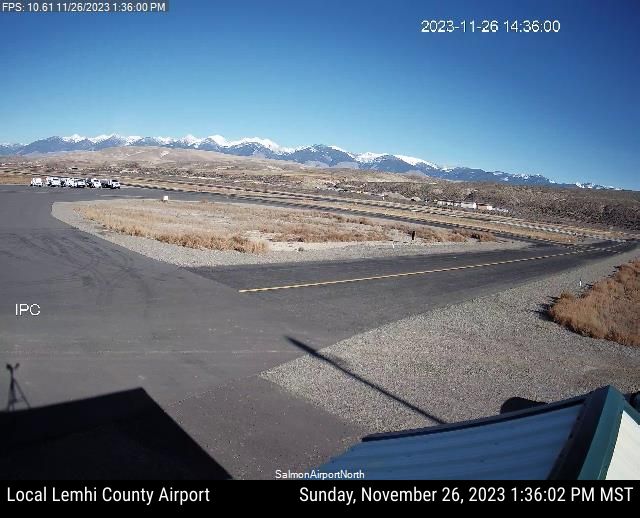 FPS: 10.61 11/26/2023 1:36:00 PM
2023-11-26 14:36:00
IPC
SalmonAirportNorth
Local Lemhi County Airport Sunday, November 26, 2023 1:36:02 PM MST